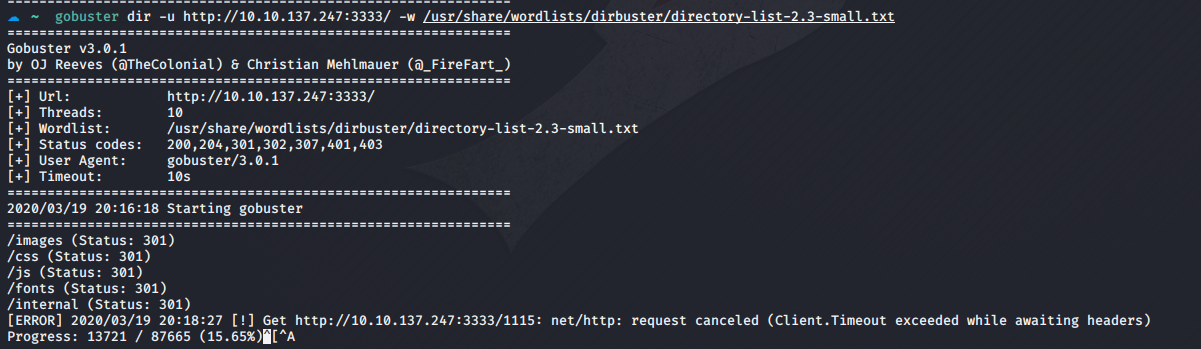 ===============================================================
☁  ~  gobuster dir -u http://10.10.137.247:3333/ -w /usr/share/wordlists/dirbuster/directory-list-2.3-small.txt
===============================================================
Gobuster v3.0.1
by OJ Reeves (@TheColonial) & Christian Mehlmauer (@_FireFart_)
===============================================================
[+] Url:            http://10.10.137.247:3333/
[+] Threads:        10
[+] Wordlist:       /usr/share/wordlists/dirbuster/directory-list-2.3-small.txt
[+] Status codes:   200,204,301,302,307,401,403
[+] User Agent:     gobuster/3.0.1
[+] Timeout:        10s
===============================================================
2020/03/19 20:16:18 Starting gobuster
===============================================================
/images (Status: 301)
/css (Status: 301)
/js (Status: 301)
/fonts (Status: 301)
/internal (Status: 301)
[ERROR] 2020/03/19 20:18:27 [!] Get http://10.10.137.247:3333/1115: net/http: request canceled (Client.Timeout exceeded while awaiting headers)
Progress: 13721 / 87665 (15.65%)^[^A